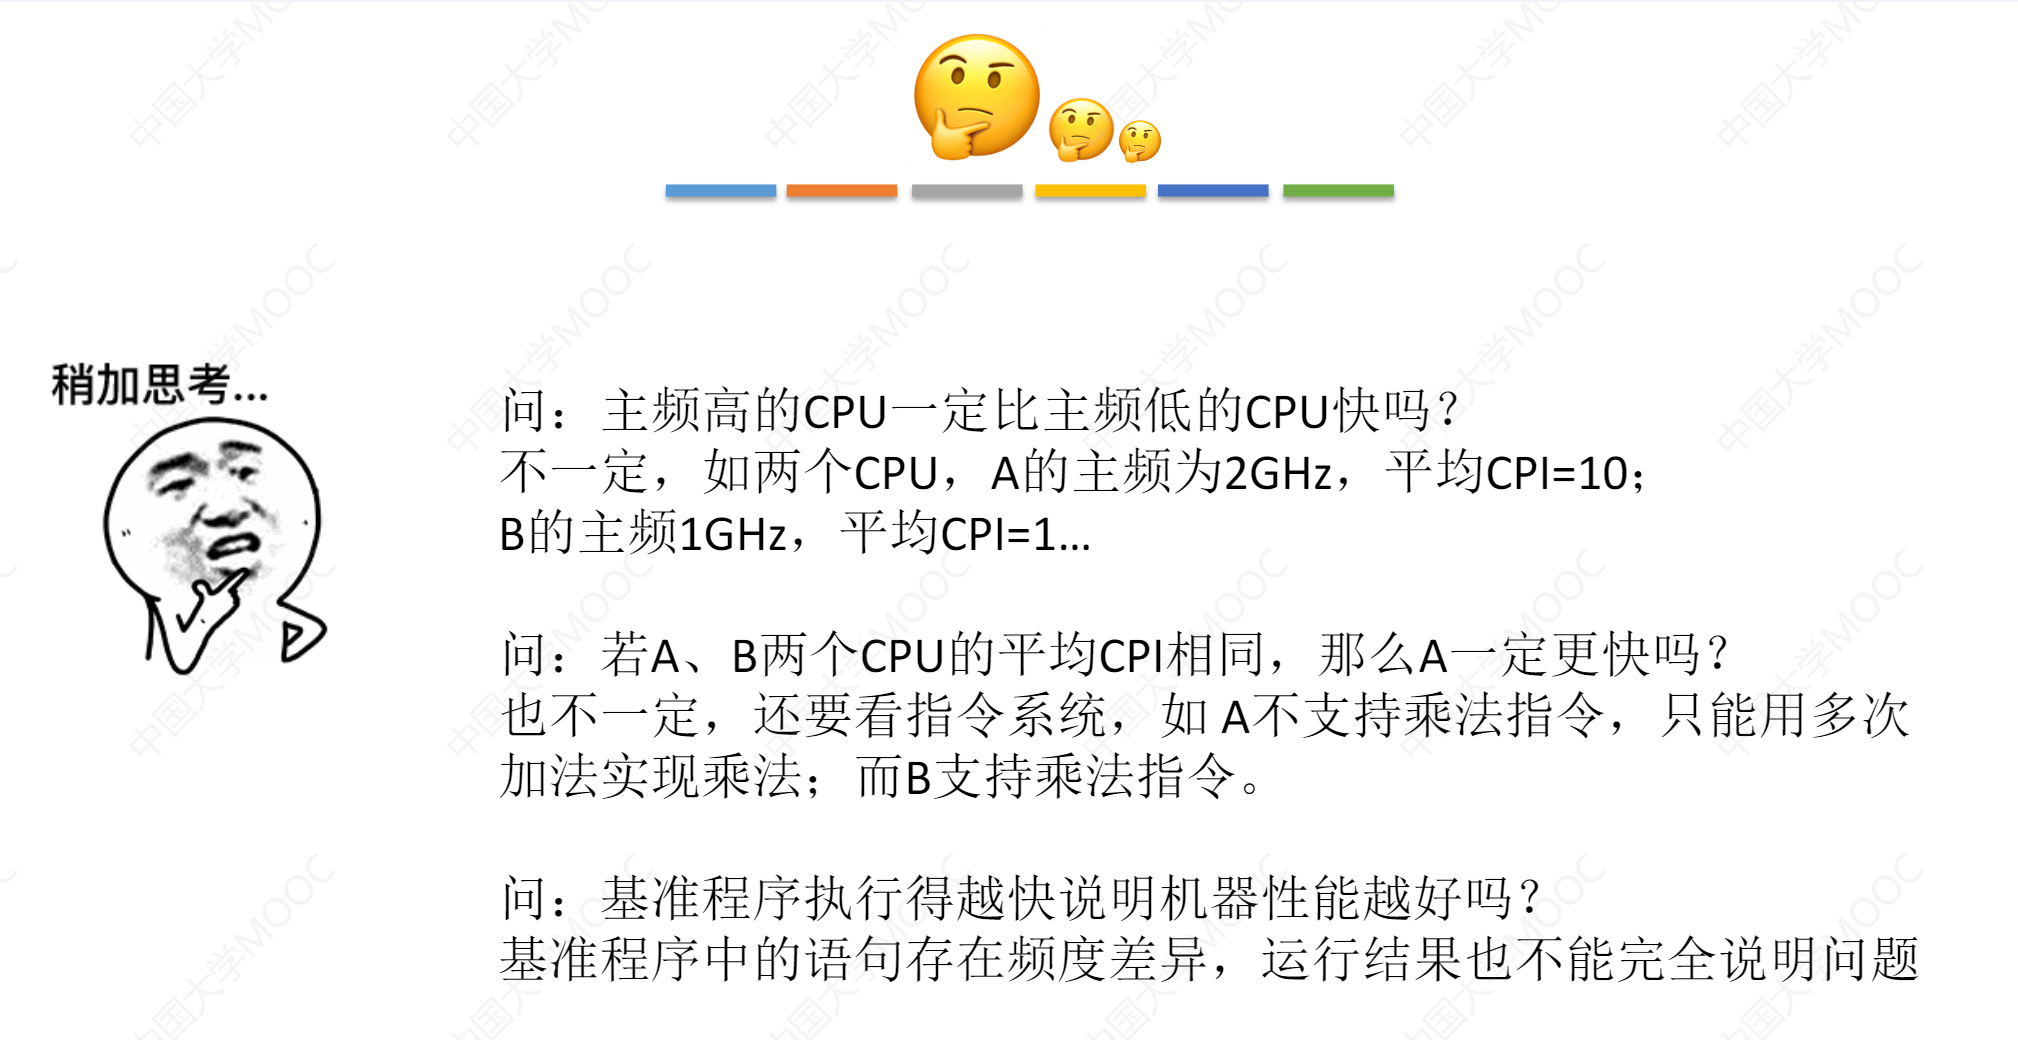 稍加思考...
问：主频高的CPU一定比主频低的CPU快吗？
不一定，如两个CPU，A的主频为2GHz，平均CPI=10；
B的主频1GHz，平均CPI=1...
问：若A、B两个CPU的平均CPI相同，那么A一定更快吗？
也不一定，还要看指令系统，如 A不支持乘法指令，只能用多次
加法实现乘法；而B支持乘法指令。
问：基准程序执行得越快说明机器性能越好吗？
基准程序中的语句存在频度差异，运行结果也不能完全说明问题
中国大学MOOC